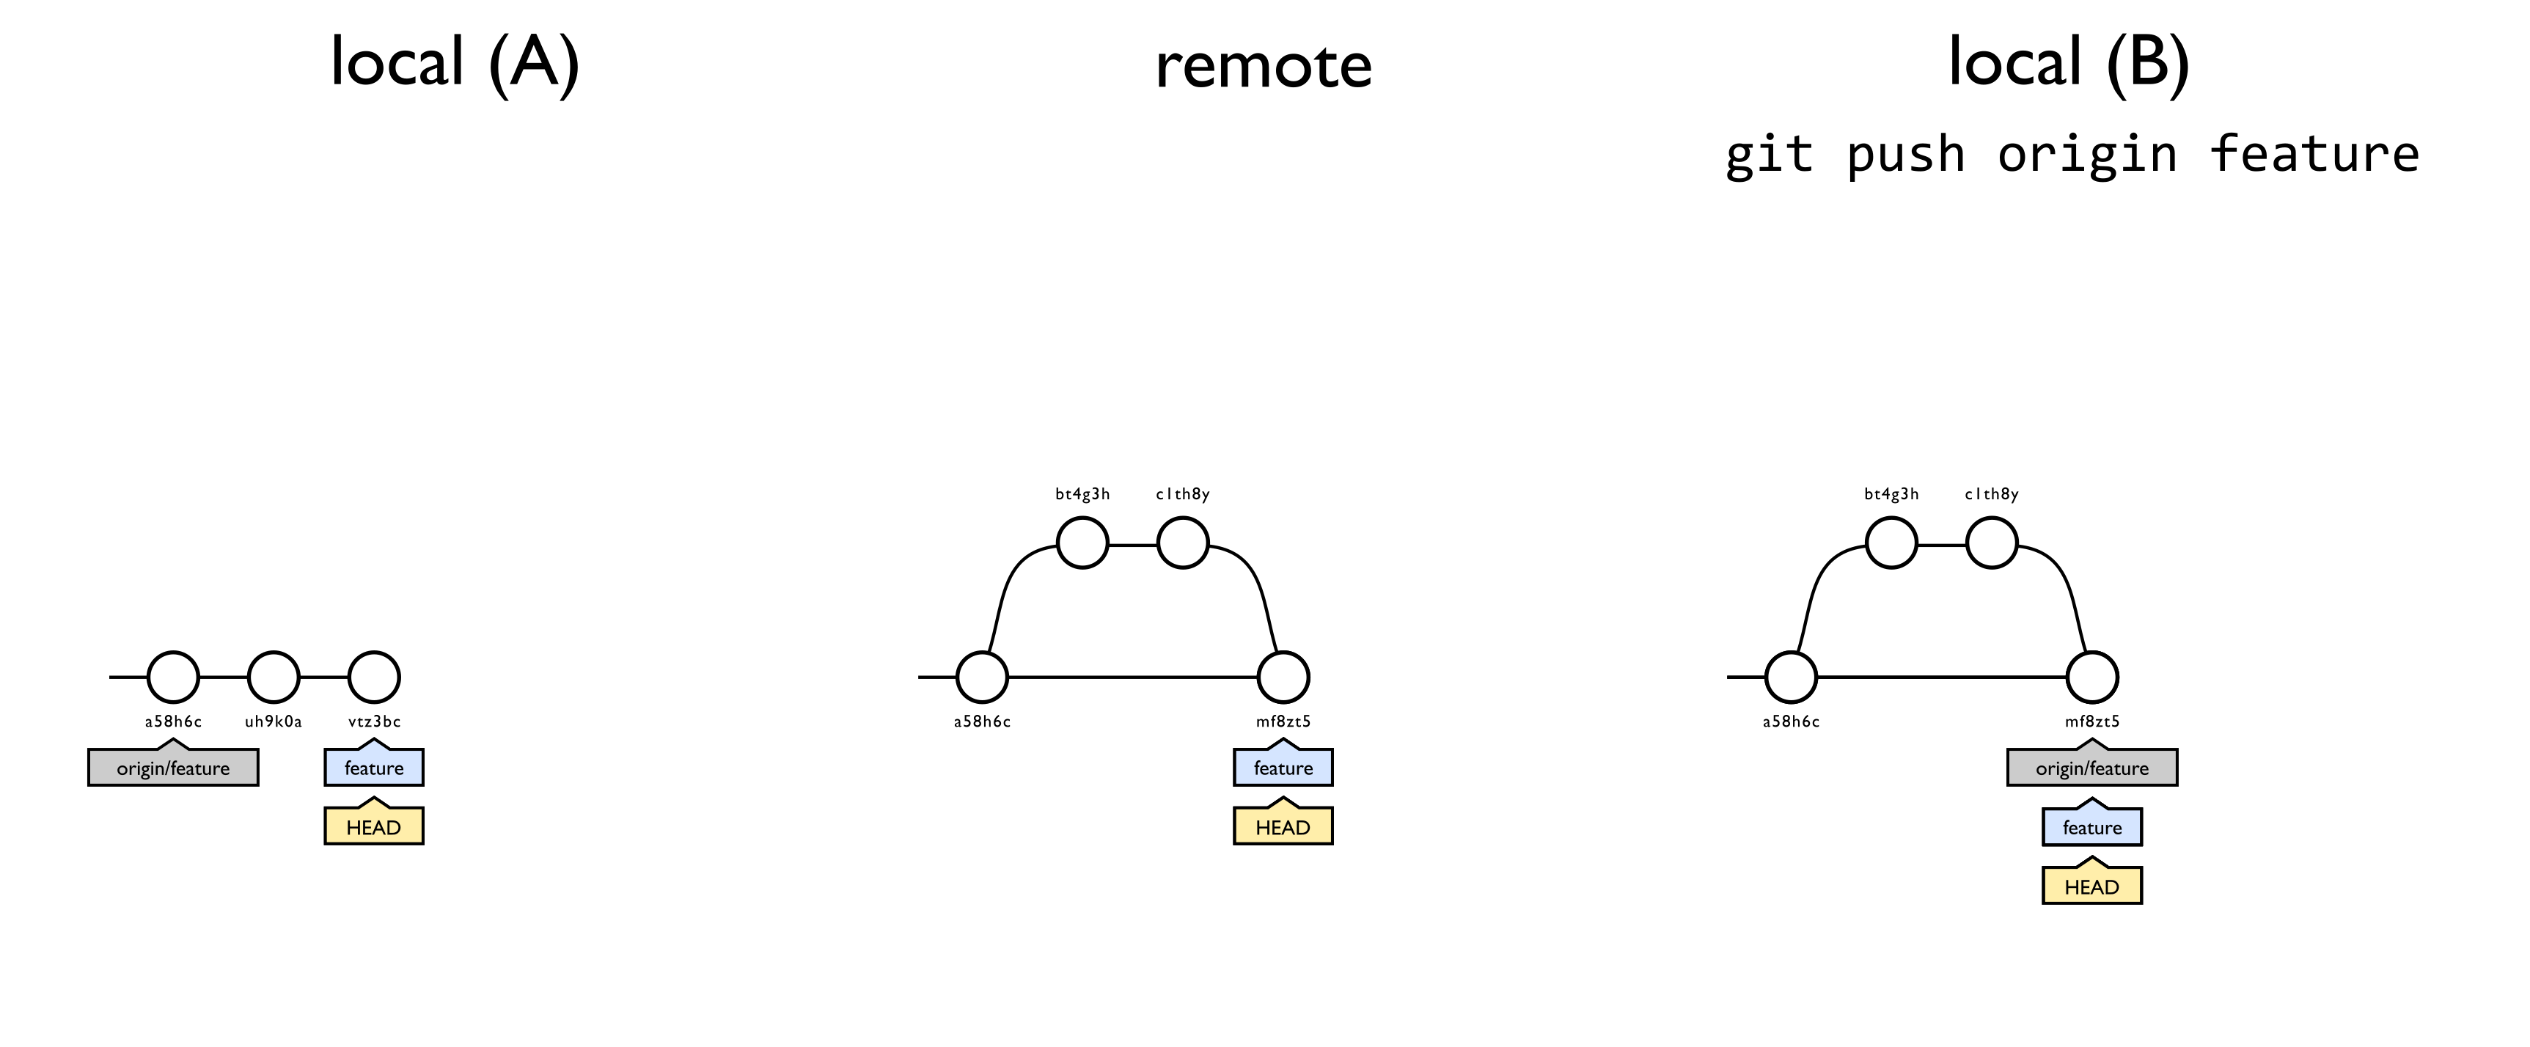 local (A)
remote
local (B)
git push origin feature
bt4g3h
c1th8y
bt4g3h
c1th8y
a58h6c
uh9k0a
vtz3bc
a58h6c
mf8zt5
a58h6c
mf8zt5
origin/feature
feature
feature
origin/feature
HEAD
HEAD
feature
HEAD